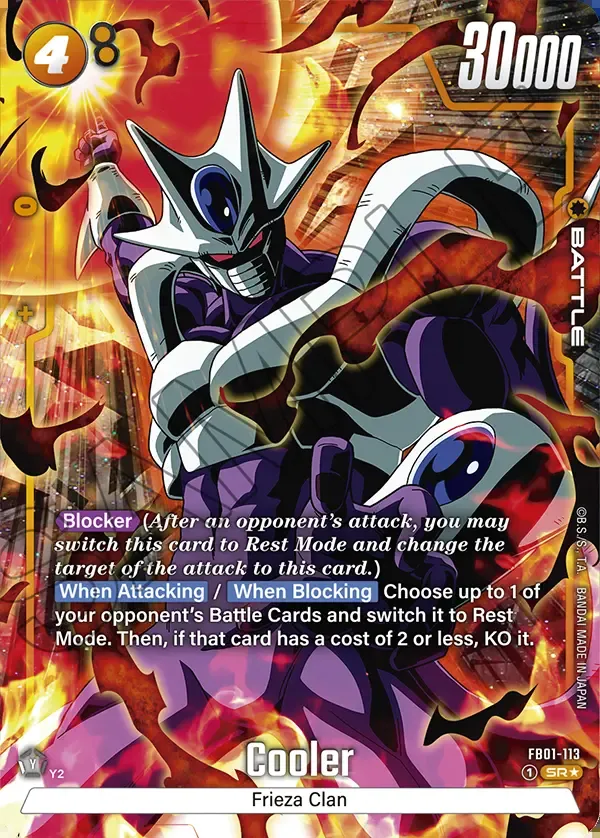 4 8
30000
0
+
BATTLE
SAMPLE
Blocker (After an opponent's attack, you may
switch this card to Rest Mode and change the
target of the attack to this card.)
When Attacking / When Blocking Choose up to 1 of
your opponent's Battle Cards and switch it to Rest
Mode. Then, if that card has a cost of 2 or less, KO it.
©B.S./S., T.A. BANDAI MADE IN JAPAN
Y
Y2
Cooler
FB01-113
1 SR★
Frieza Clan